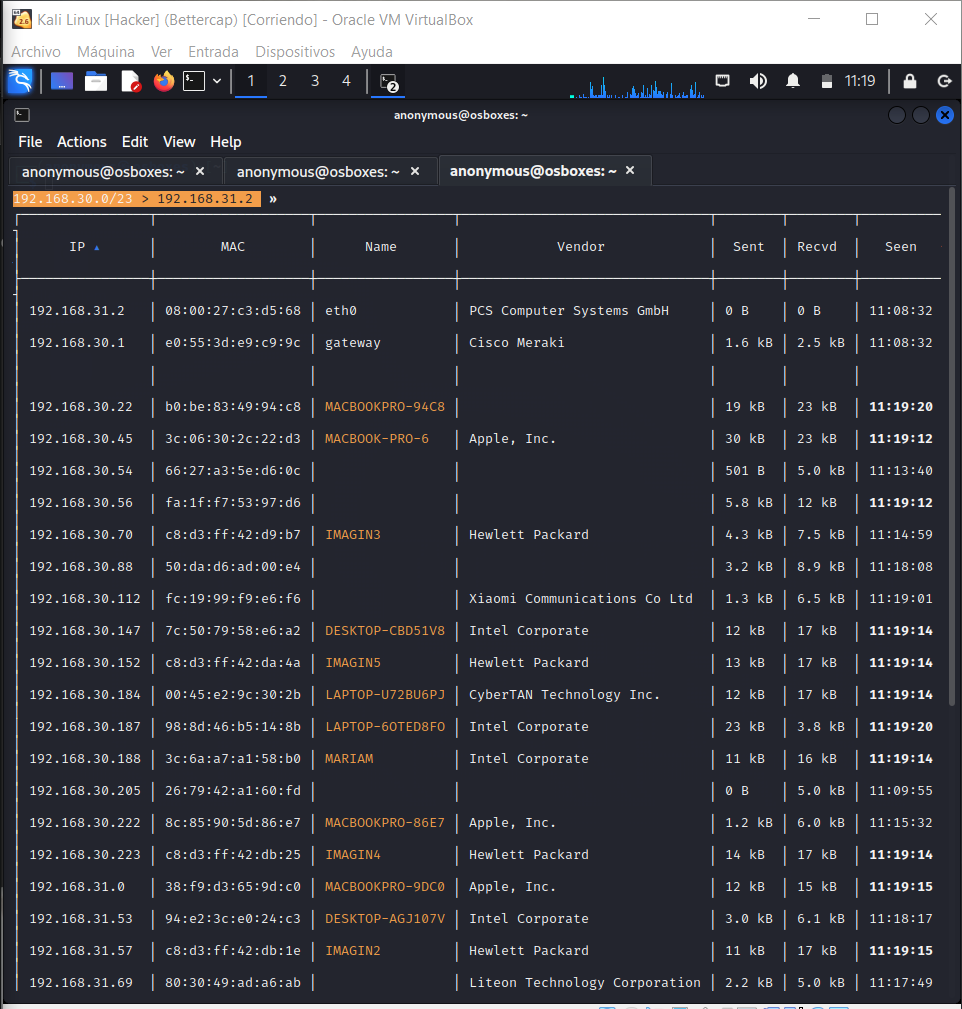 Kali Linux [Hacker] (Bettercap) [Corriendo] - Oracle VM VirtualBox
Archivo Máquina Ver Entrada Dispositivos Ayuda
1 2 3 4 2 11:19
anonymous@osboxes: ~
File Actions Edit View Help
anonymous@osboxes: ~ × anonymous@osboxes: ~ × anonymous@osboxes: ~ ×
192.168.30.0/23 > 192.168.31.2 »
IP ▲ MAC Name Vendor Sent Recvd Seen
192.168.31.2 08:00:27:c3:d5:68 eth0 PCS Computer Systems GmbH 0 B 0 B 11:08:32
192.168.30.1 e0:55:3d:e9:c9:9c gateway Cisco Meraki 1.6 kB 2.5 kB 11:08:32
192.168.30.22 b0:be:83:49:94:c8 MACBOOKPRO-94C8 19 kB 23 kB 11:19:20
192.168.30.45 3c:06:30:2c:22:d3 MACBOOK-PRO-6 Apple, Inc. 30 kB 23 kB 11:19:12
192.168.30.54 66:27:a3:5e:d6:0c 501 B 5.0 kB 11:13:40
192.168.30.56 fa:1f:f7:53:97:d6 5.8 kB 12 kB 11:19:12
192.168.30.70 c8:d3:ff:42:d9:b7 IMAGIN3 Hewlett Packard 4.3 kB 7.5 kB 11:14:59
192.168.30.88 50:da:d6:ad:00:e4 3.2 kB 8.9 kB 11:18:08
192.168.30.112 fc:19:99:f9:e6:f6 Xiaomi Communications Co Ltd 1.3 kB 6.5 kB 11:19:01
192.168.30.147 7c:50:79:58:e6:a2 DESKTOP-CBD51V8 Intel Corporate 12 kB 17 kB 11:19:14
192.168.30.152 c8:d3:ff:42:da:4a IMAGIN5 Hewlett Packard 13 kB 17 kB 11:19:14
192.168.30.184 00:45:e2:9c:30:2b LAPTOP-U72BU6PJ CyberTAN Technology Inc. 12 kB 17 kB 11:19:14
192.168.30.187 98:8d:46:b5:14:8b LAPTOP-6OTED8FO Intel Corporate 23 kB 3.8 kB 11:19:20
192.168.30.188 3c:6a:a7:a1:58:b0 MARIAM Intel Corporate 11 kB 16 kB 11:19:14
192.168.30.205 26:79:42:a1:60:fd 0 B 5.0 kB 11:09:55
192.168.30.222 8c:85:90:5d:86:e7 MACBOOKPRO-86E7 Apple, Inc. 1.2 kB 6.0 kB 11:15:32
192.168.30.223 c8:d3:ff:42:db:25 IMAGIN4 Hewlett Packard 14 kB 17 kB 11:19:14
192.168.31.0 38:f9:d3:65:9d:c0 MACBOOKPRO-9DC0 Apple, Inc. 12 kB 15 kB 11:19:15
192.168.31.53 94:e2:3c:e0:24:c3 DESKTOP-AGJ107V Intel Corporate 3.0 kB 6.1 kB 11:18:17
192.168.31.57 c8:d3:ff:42:db:1e IMAGIN2 Hewlett Packard 11 kB 17 kB 11:19:15
192.168.31.69 80:30:49:ad:a6:ab Liteon Technology Corporation 2.2 kB 5.0 kB 11:17:49